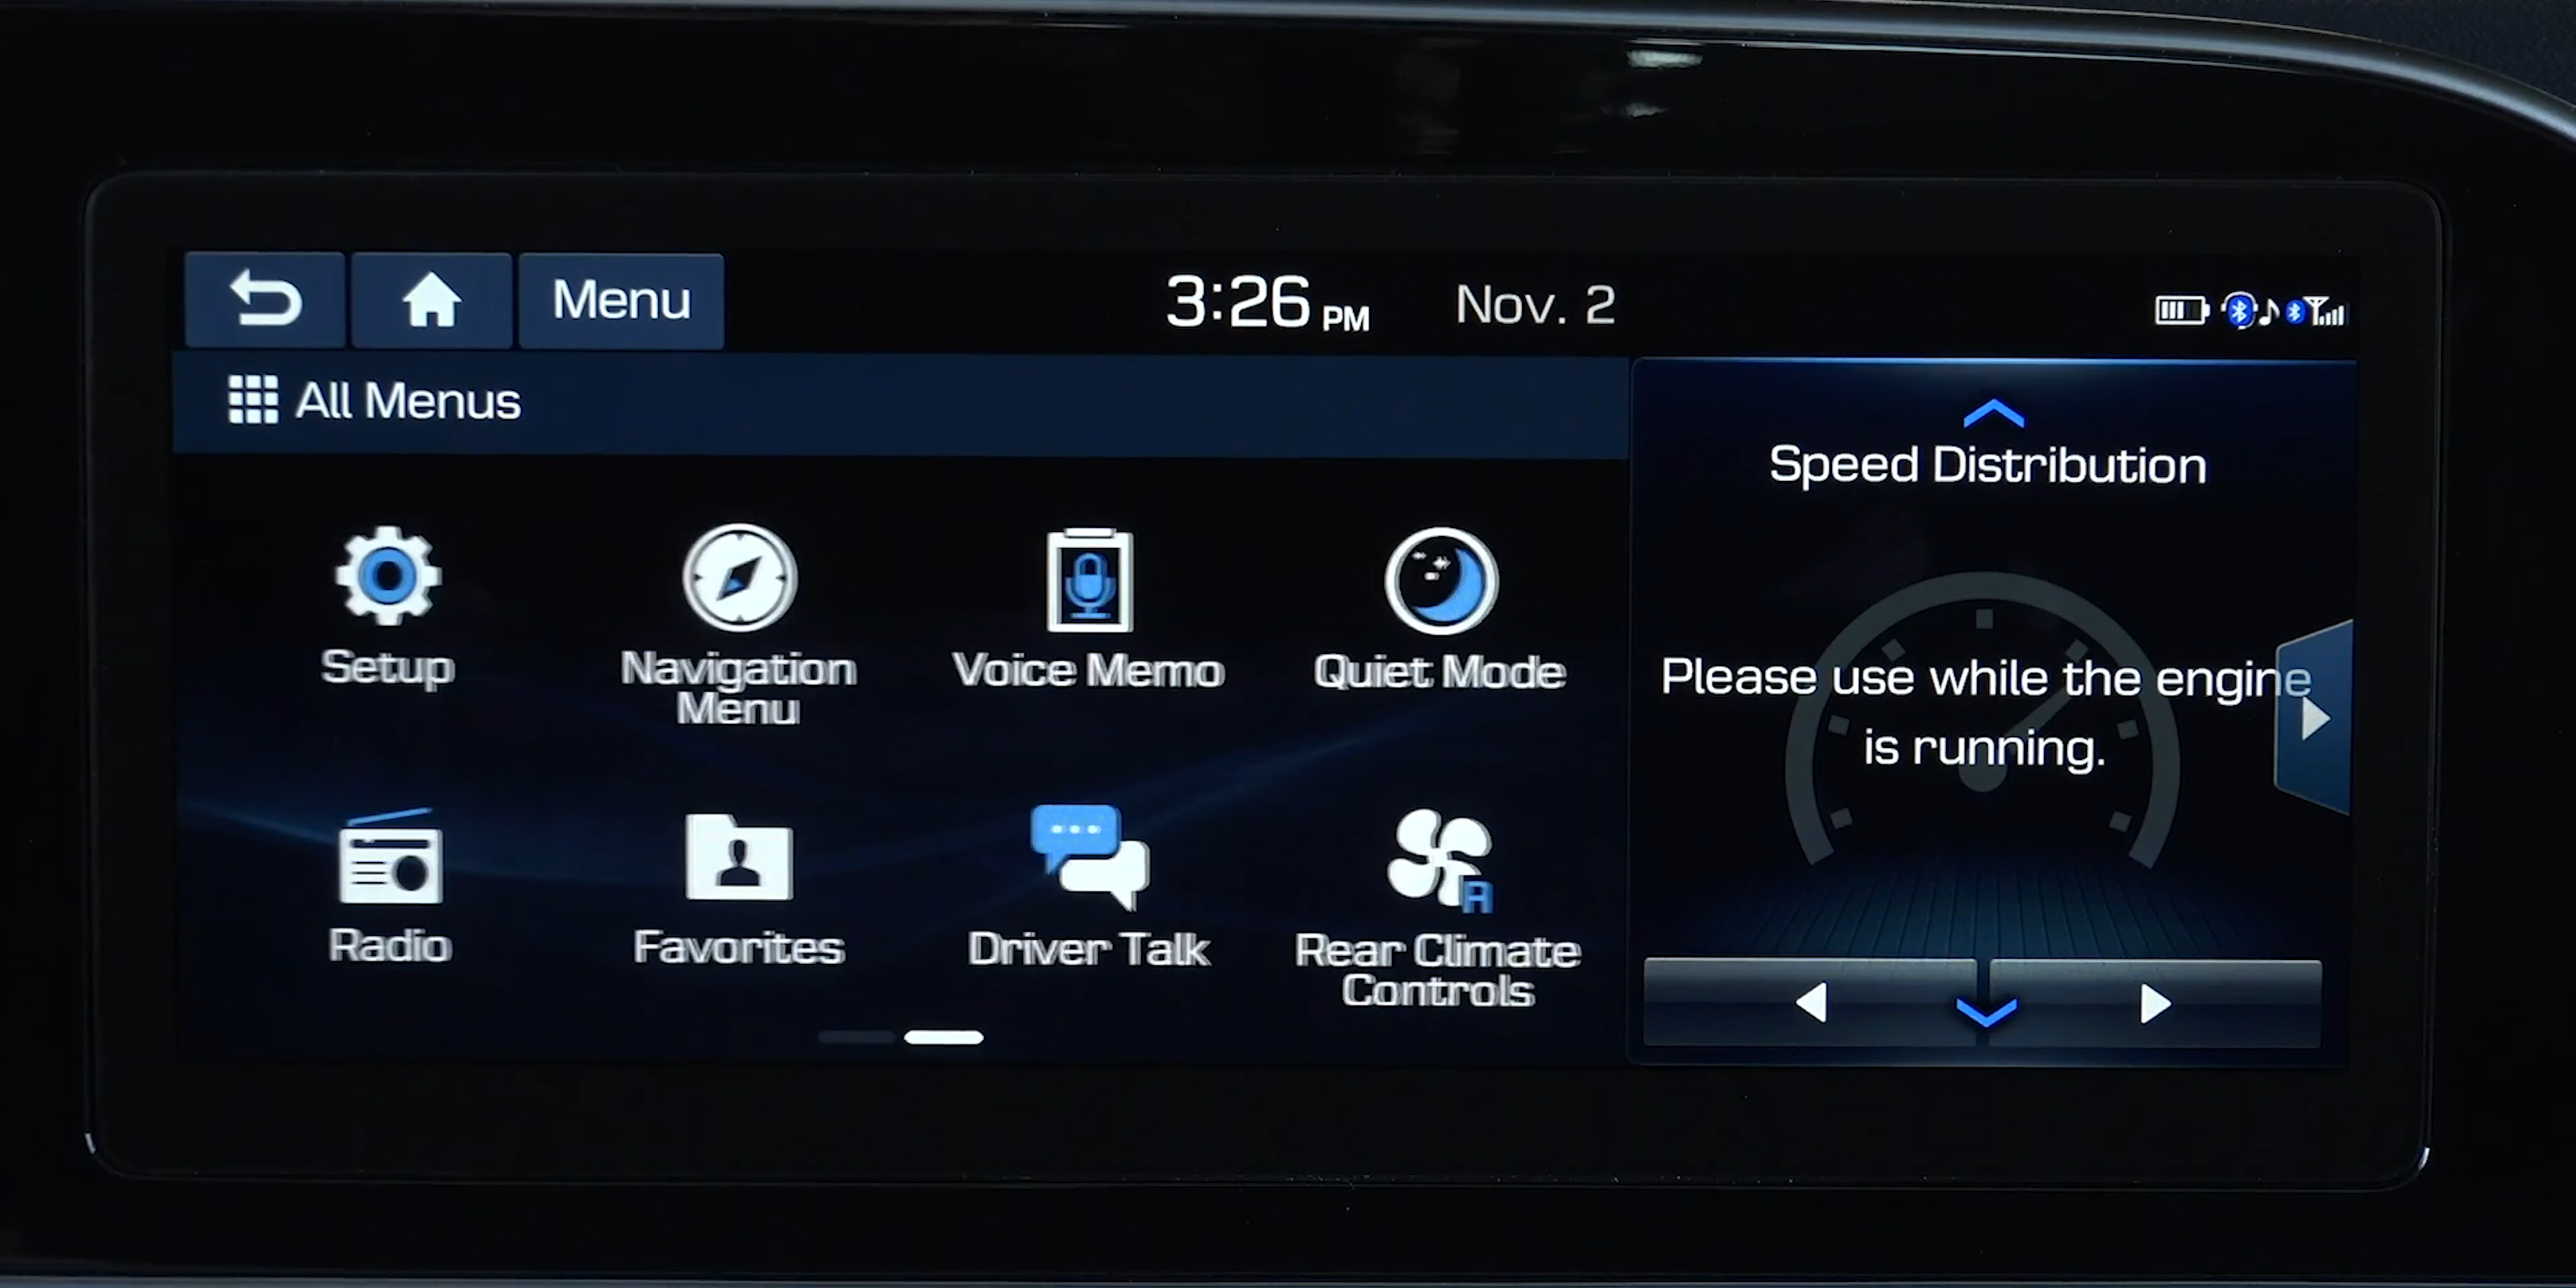 Menu
3:26 PM
Nov. 2
All Menus
Speed Distribution
Setup
Navigation
Menu
Voice Memo
Quiet Mode
Please use while the engine
is running.
Radio
Favorites
Driver Talk
Rear Climate
Controls
R